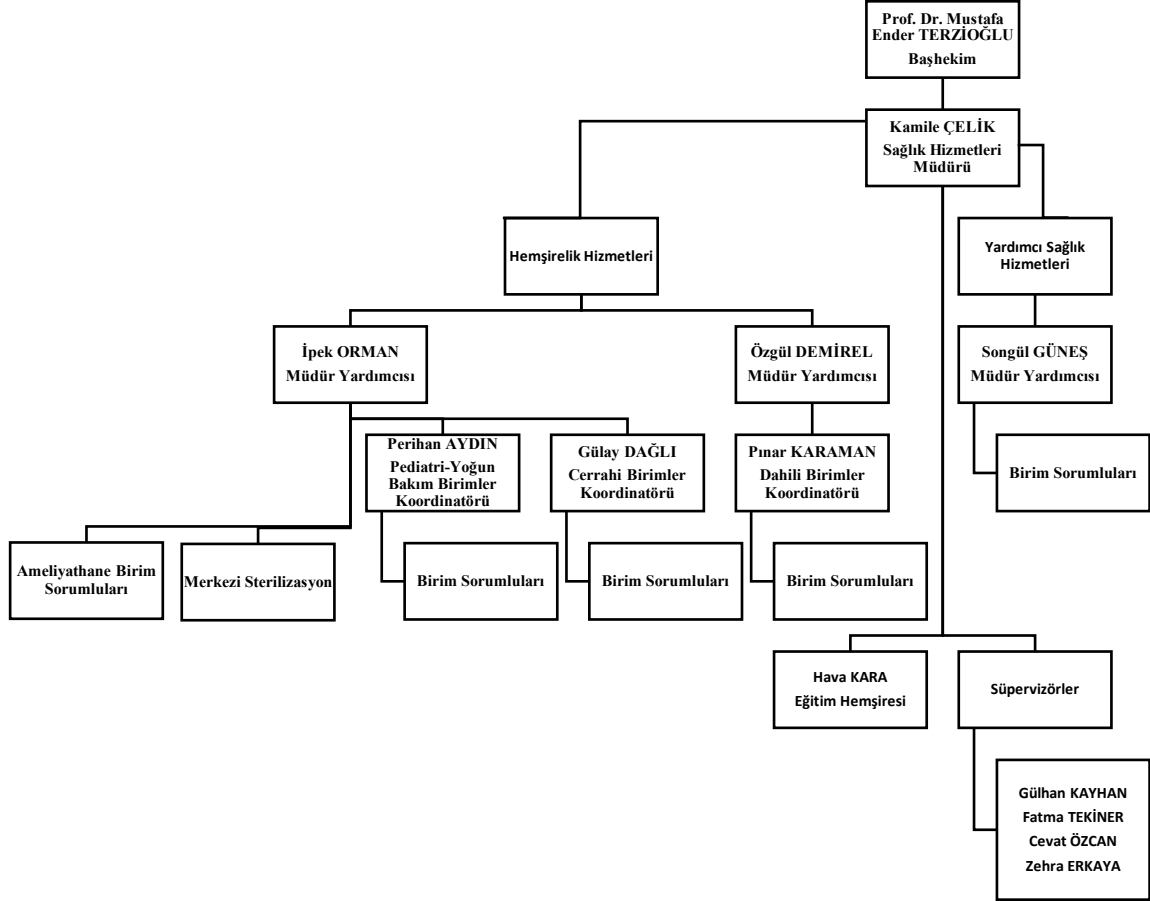 Prof. Dr. Mustafa
Ender TERZİOĞLU
Başhekim
Kamile ÇELİK
Sağlık Hizmetleri
Müdürü
Hemşirelik Hizmetleri
Yardımcı Sağlık
Hizmetleri
İpek ORMAN
Müdür Yardımcısı
Özgül DEMİREL
Müdür Yardımcısı
Songül GÜNEŞ
Müdür Yardımcısı
Perihan AYDIN
Pediatri-Yoğun
Bakım Birimler
Koordinatörü
Gülay DAĞLI
Cerrahi Birimler
Koordinatörü
Pınar KARAMAN
Dahili Birimler
Koordinatörü
Birim Sorumluları
Ameliyathane Birim
Sorumluları
Merkezi Sterilizasyon
Birim Sorumluları
Birim Sorumluları
Birim Sorumluları
Hava KARA
Eğitim Hemşiresi
Süpervizörler
Gülhan KAYHAN
Fatma TEKİNER
Cevat ÖZCAN
Zehra ERKAYA